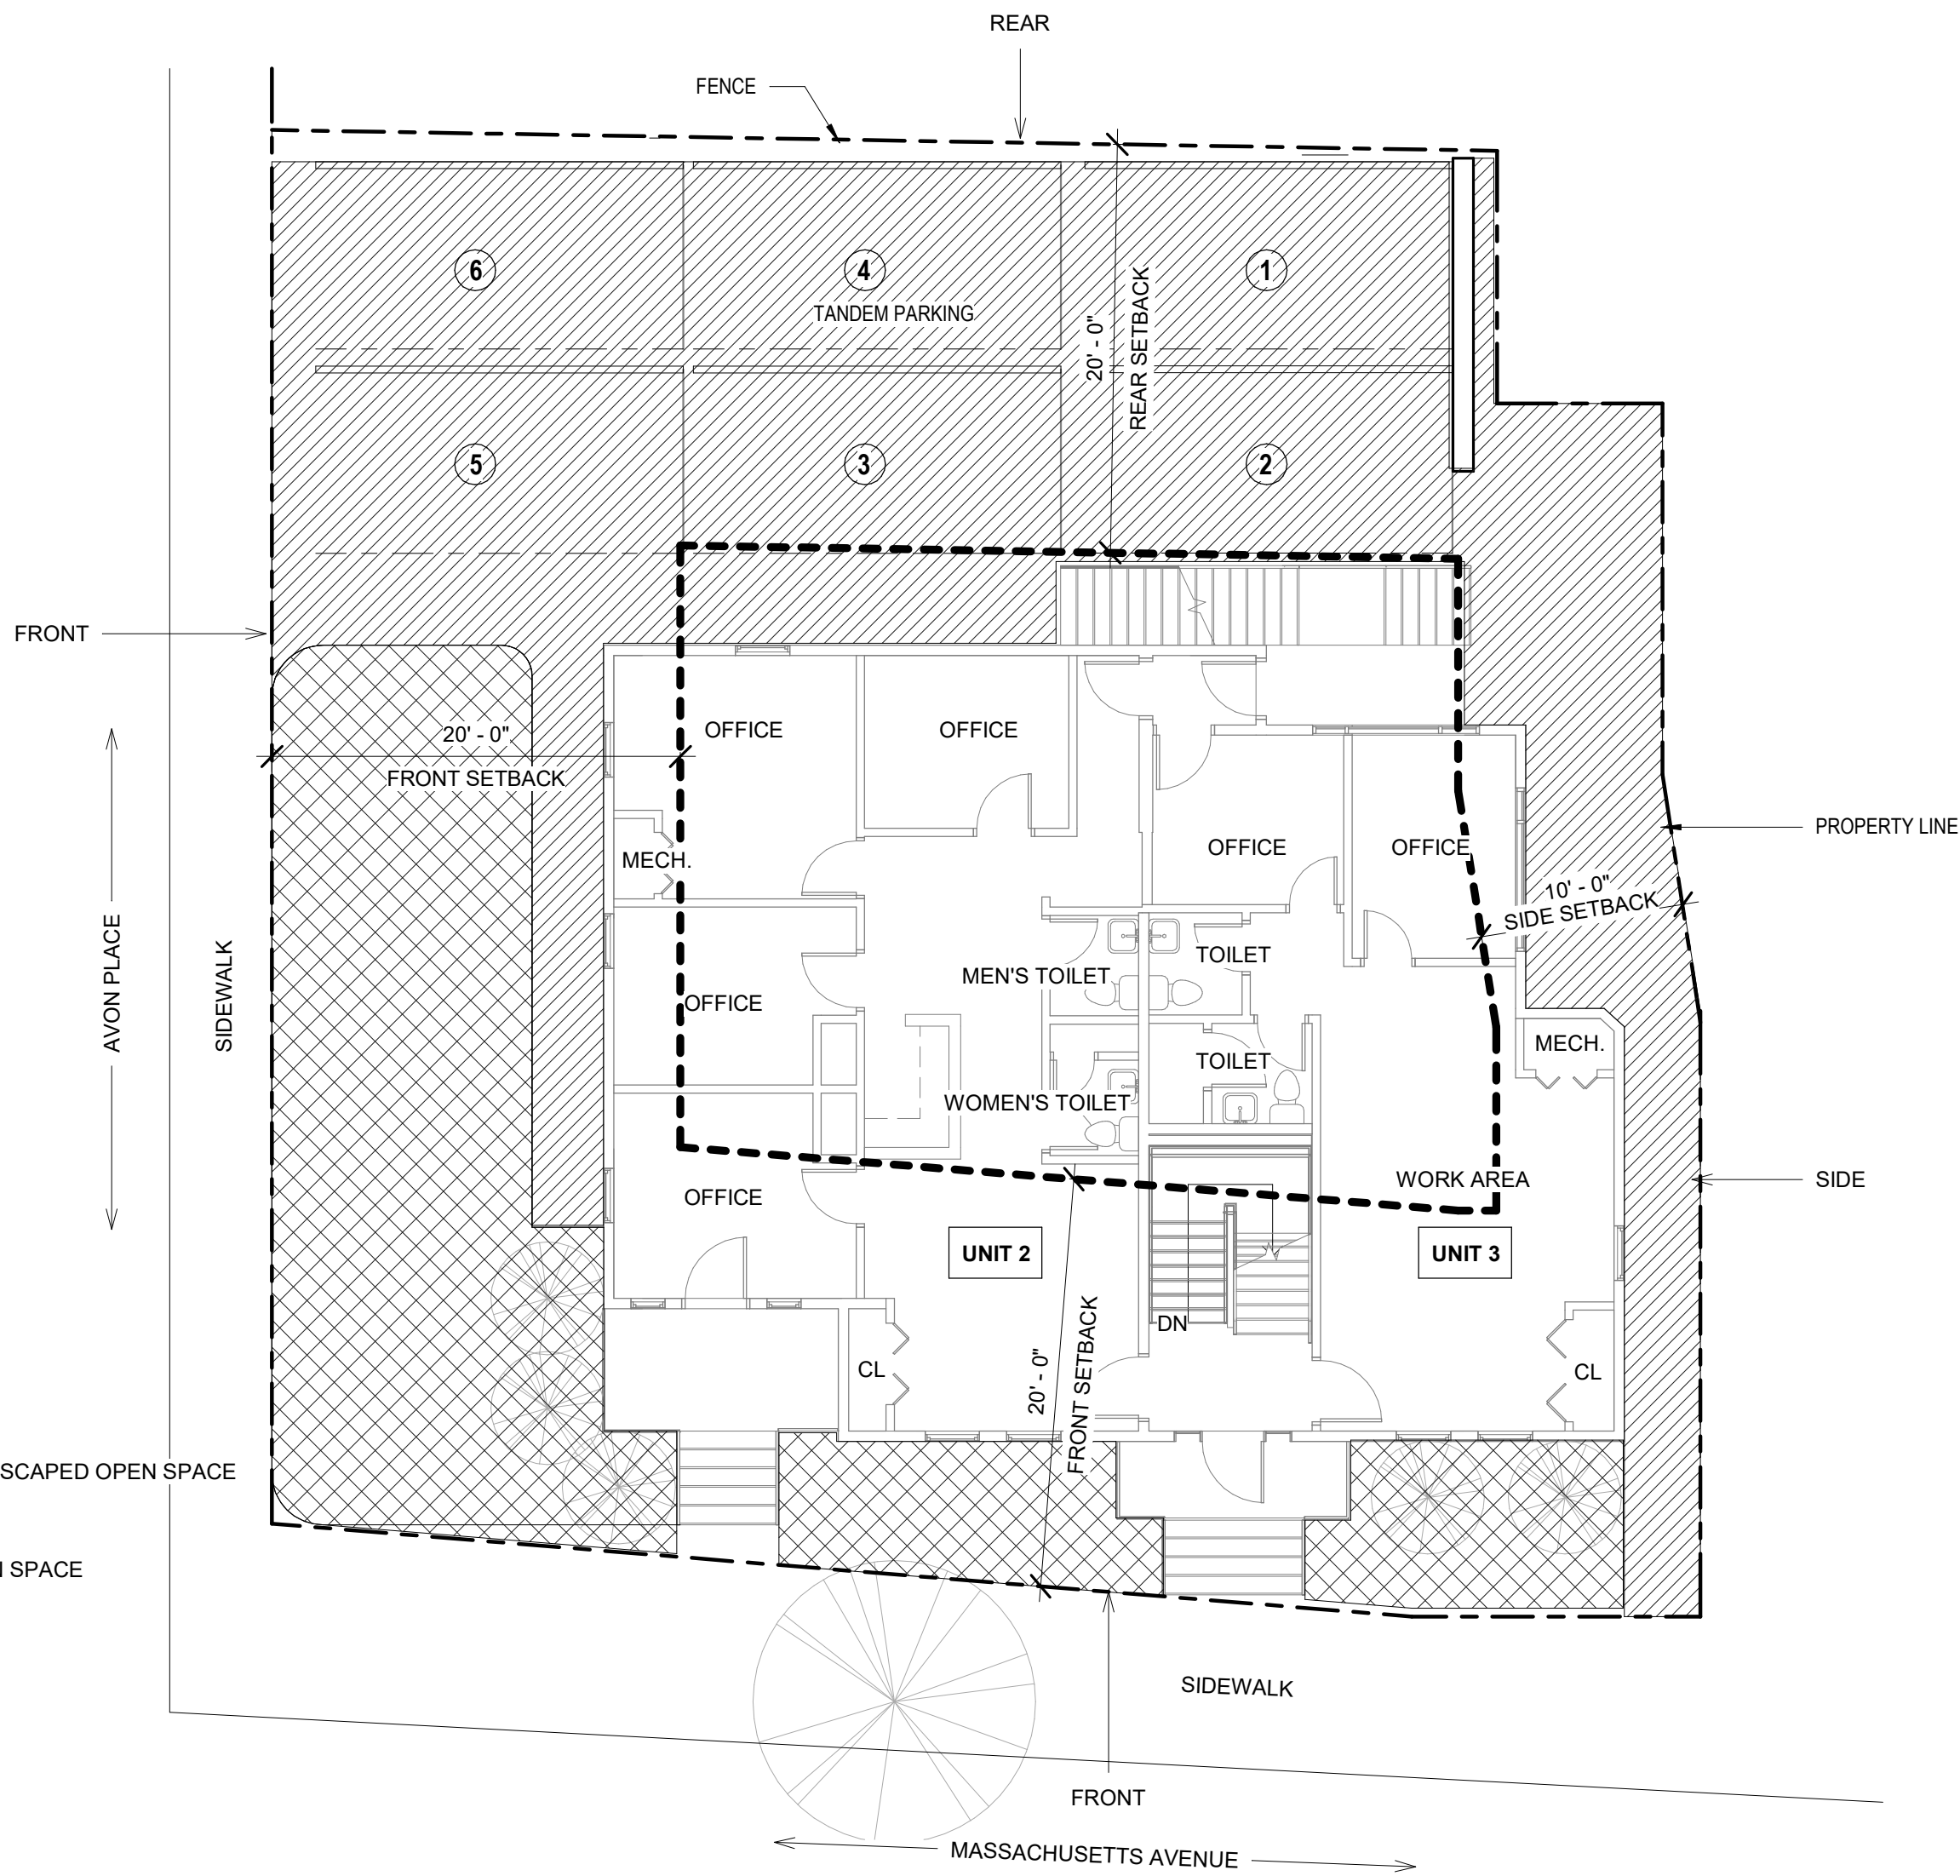 REAR
FENCE
6
4
1
TANDEM PARKING
20' - 0"
REAR SETBACK
5
3
2
FRONT
20' - 0"
FRONT SETBACK
OFFICE
OFFICE
MECH.
OFFICE
OFFICE
PROPERTY LINE
10' - 0"
SIDE SETBACK
AVON PLACE
SIDEWALK
MEN'S TOILET
TOILET
OFFICE
MECH.
TOILET
WOMEN'S TOILET
OFFICE
WORK AREA
SIDE
UNIT 2
UNIT 3
DN
20' - 0"
FRONT SETBACK
CL
CL
SCAPED OPEN SPACE
SPACE
SIDEWALK
FRONT
MASSACHUSETTS AVENUE